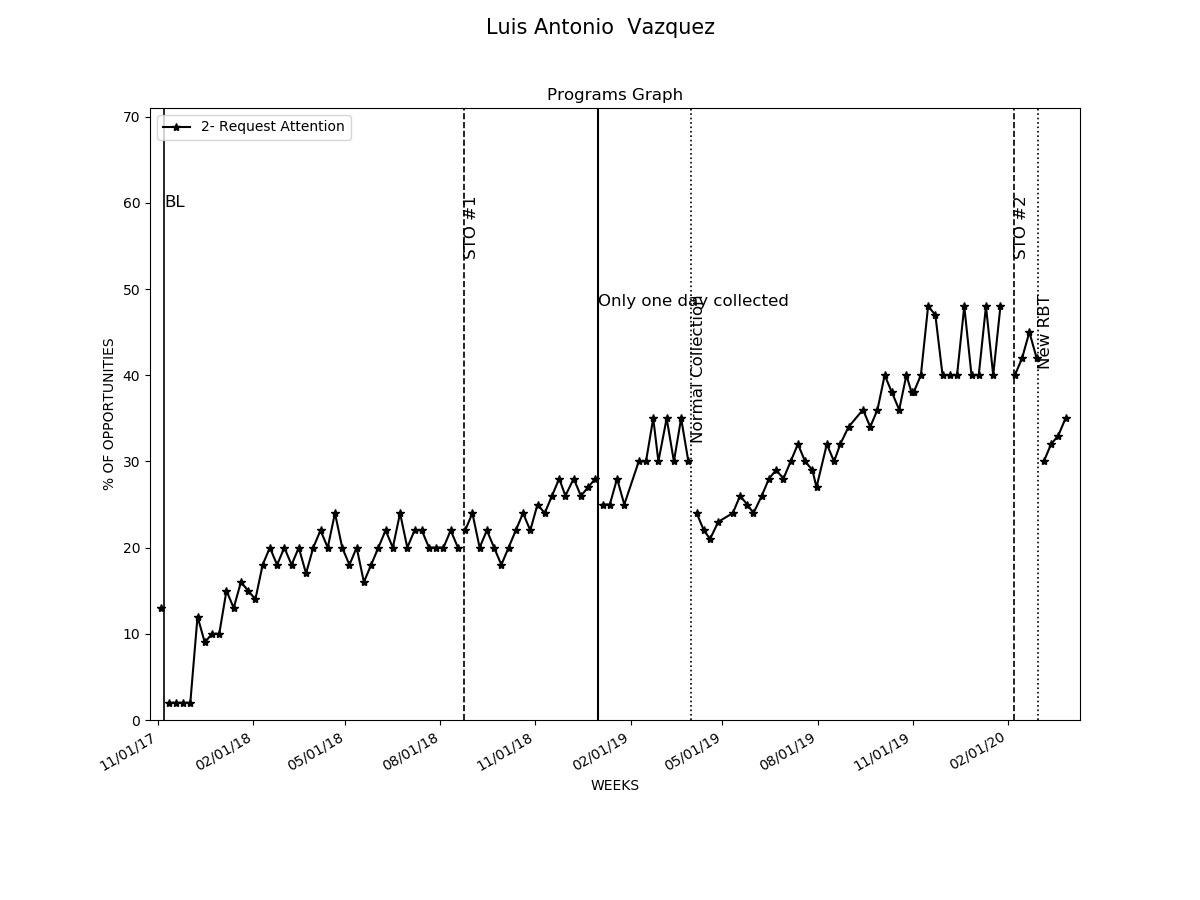 Luis Antonio  Vazquez
Programs Graph
2- Request Attention
BL
STO #1
Only one day collected
Normal Collection
STO #2
New RBT
% OF OPPORTUNITIES
70
60
50
40
30
20
10
0
11/01/17
02/01/18
05/01/18
08/01/18
11/01/18
02/01/19
05/01/19
08/01/19
11/01/19
02/01/20
WEEKS